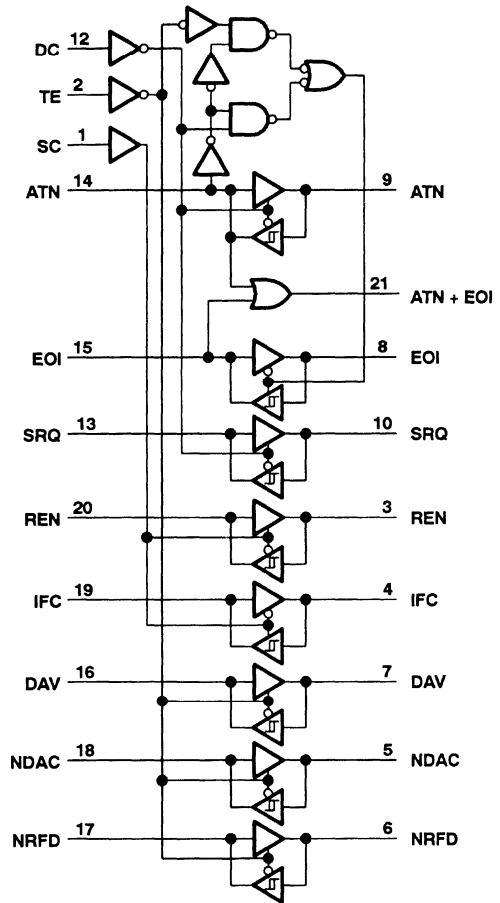 DC 12
TE 2
SC 1
ATN 14 9 ATN
21 ATN + EOI
EOI 15 8 EOI
SRQ 13 10 SRQ
REN 20 3 REN
IFC 19 4 IFC
DAV 16 7 DAV
NDAC 18 5 NDAC
NRFD 17 6 NRFD